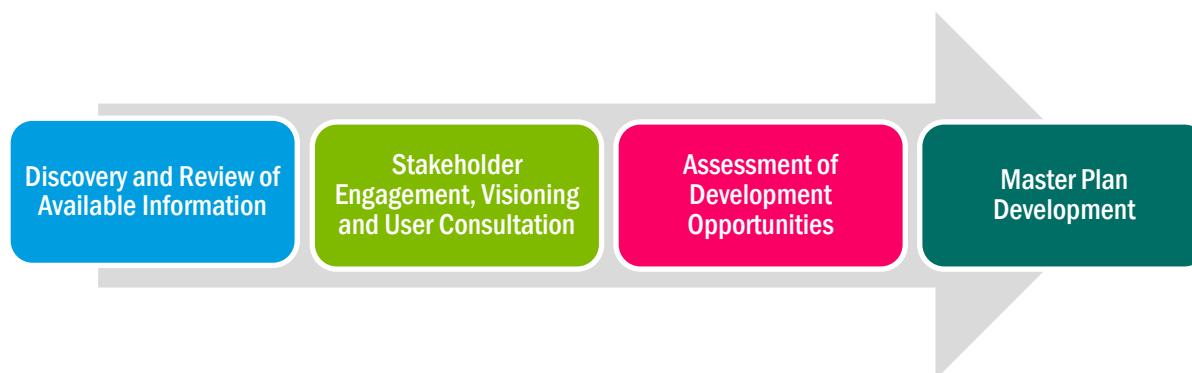 Discovery and Review of
Available Information
Stakeholder
Engagement, Visioning
and User Consultation
Assessment of
Development
Opportunities
Master Plan
Development